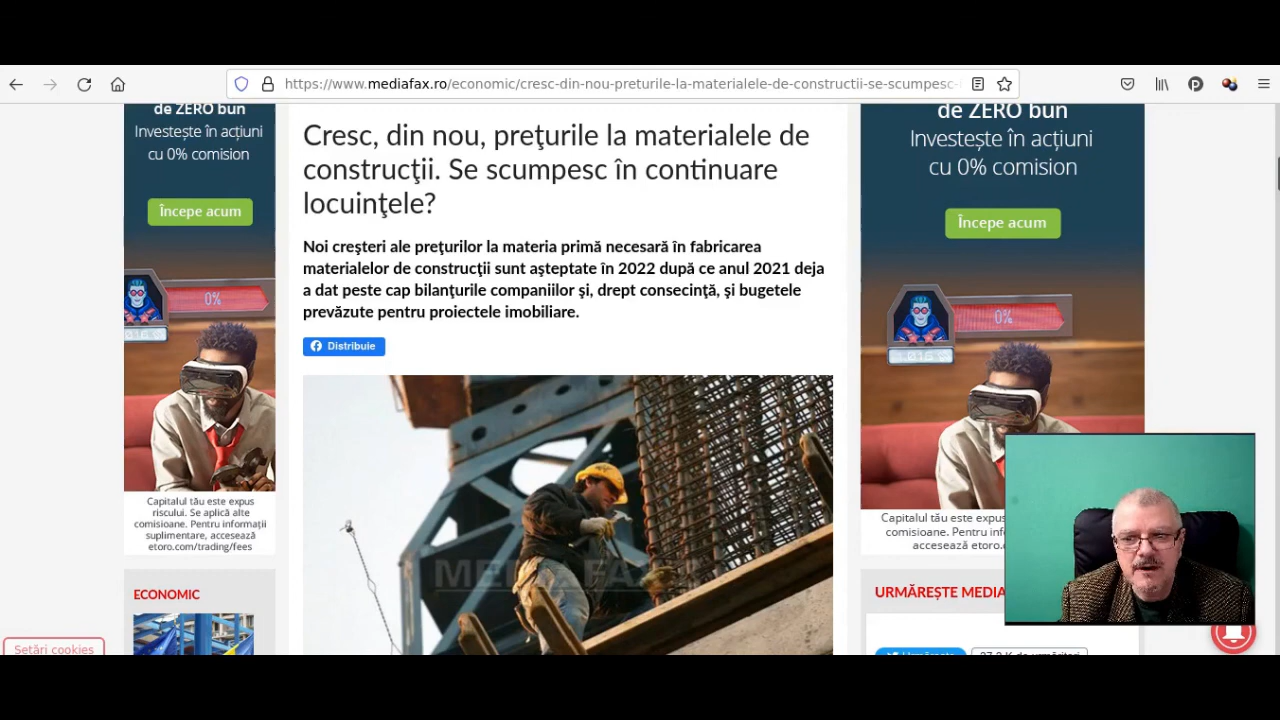 https://www.mediafax.ro/economic/cresc-din-nou-preturile-la-materialele-de-constructii-se-scumpesc-
de ZERO bun
Investește în acțiuni
cu 0% comision
Începe acum
0%
Capitalul tău este expus
riscului. Se aplică alte
comisioane. Pentru informații
suplimentare, accesează
etoro.com/trading/fees
ECONOMIC
Setări cookies
Cresc, din nou, preţurile la materialele de
construcţii. Se scumpesc în continuare
locuinţele?
Noi creşteri ale preţurilor la materia primă necesară în fabricarea
materialelor de construcţii sunt aşteptate în 2022 după ce anul 2021 deja
a dat peste cap bilanţurile companiilor şi, drept consecinţă, şi bugetele
prevăzute pentru proiectele imobiliare.
Distribuie
MEDIAFAX
de ZERO bun
Investește în acțiuni
cu 0% comision
Începe acum
0%
Capitalul tău este expus
comisioane. Pentru
accesează etoro.
URMĂREȘTE MEDIA